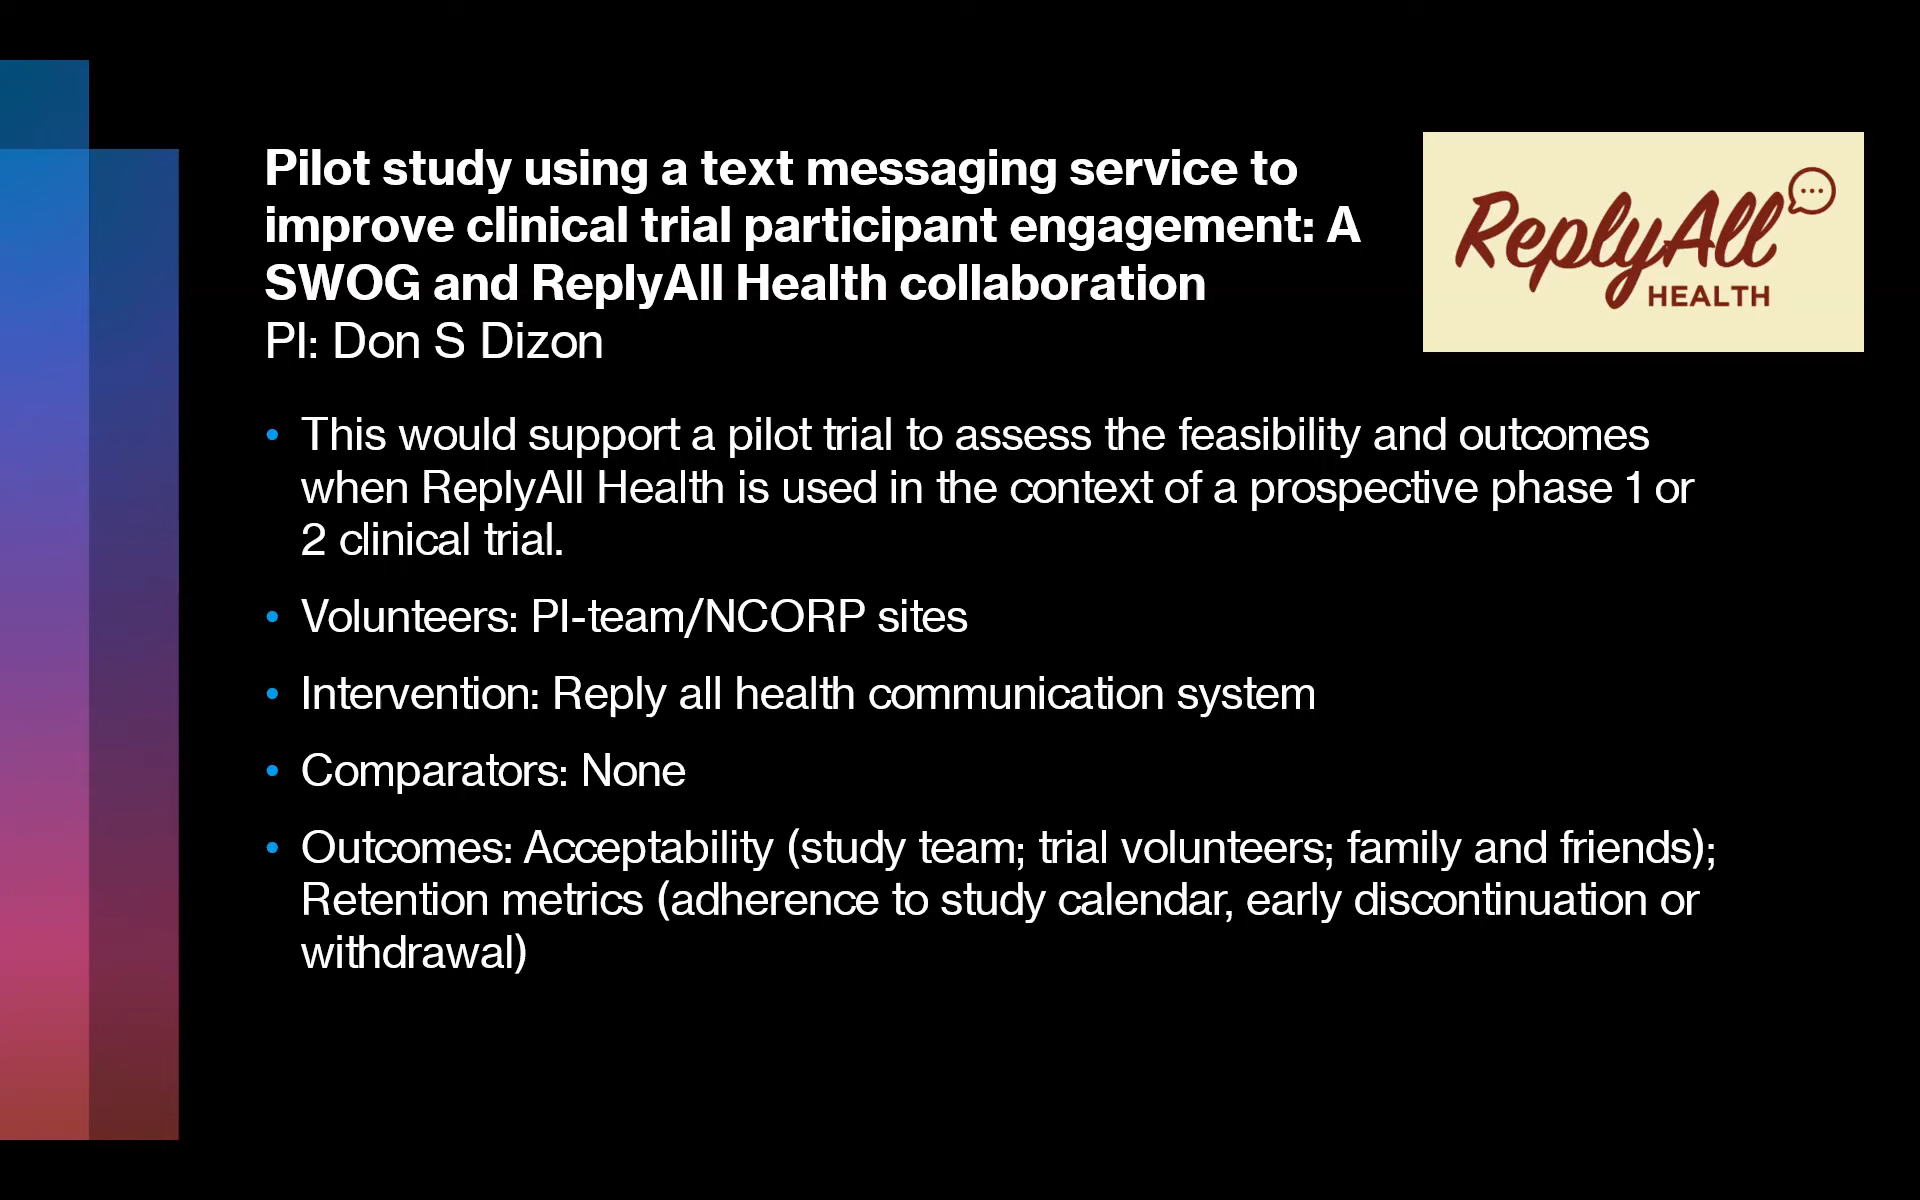 Pilot study using a text messaging service to
improve clinical trial participant engagement: A
SWOG and ReplyAll Health collaboration
PI: Don S Dizon
ReplyAll
HEALTH
• This would support a pilot trial to assess the feasibility and outcomes
when ReplyAll Health is used in the context of a prospective phase 1 or
2 clinical trial.
• Volunteers: PI-team/NCORP sites
• Intervention: Reply all health communication system
• Comparators: None
• Outcomes: Acceptability (study team; trial volunteers; family and friends);
Retention metrics (adherence to study calendar, early discontinuation or
withdrawal)